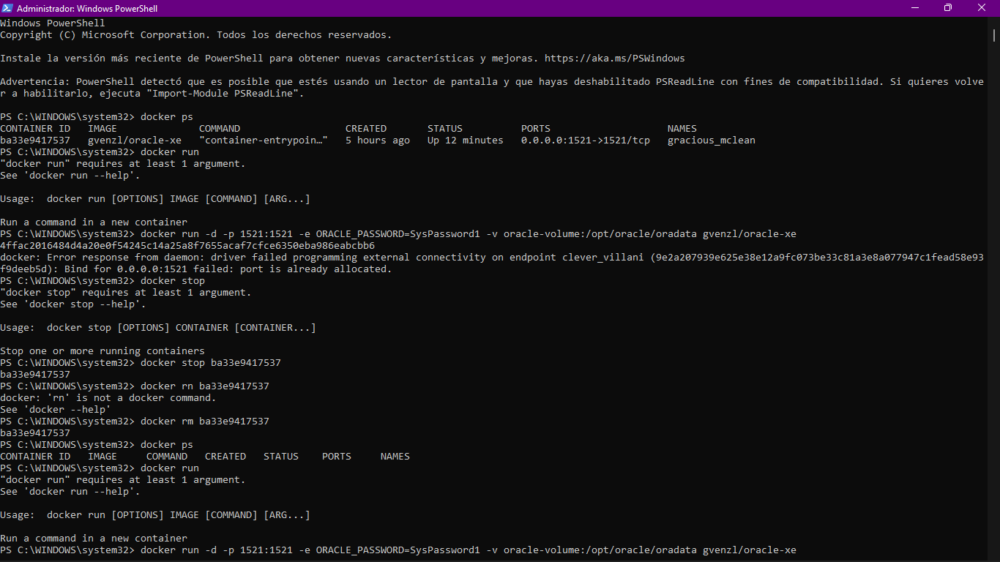 Administrador: Windows PowerShell
Windows PowerShell
Copyright (C) Microsoft Corporation. Todos los derechos reservados.
Instale la versión más reciente de PowerShell para obtener nuevas características y mejoras. https://aka.ms/PSWindows
Advertencia: PowerShell detectó que es posible que estés usando un lector de pantalla y que hayas deshabilitado PSReadLine con fines de compatibilidad. Si quieres volve
r a habilitarlo, ejecuta "Import-Module PSReadLine".
PS C:\WINDOWS\system32> docker ps
CONTAINER ID   IMAGE              COMMAND                  CREATED       STATUS          PORTS                    NAMES
ba33e9417537   gvenzl/oracle-xe   "container-entrypoin…"   5 hours ago   Up 12 minutes   0.0.0.0:1521->1521/tcp   gracious_mclean
PS C:\WINDOWS\system32> docker run
"docker run" requires at least 1 argument.
See 'docker run --help'.
Usage:  docker run [OPTIONS] IMAGE [COMMAND] [ARG...]
Run a command in a new container
PS C:\WINDOWS\system32> docker run -d -p 1521:1521 -e ORACLE_PASSWORD=SysPassword1 -v oracle-volume:/opt/oracle/oradata gvenzl/oracle-xe
4ffac2016484d4a20e0f54245c14a25a8f7655acaf7cfce6350eba986eabcbb6
docker: Error response from daemon: driver failed programming external connectivity on endpoint clever_villani (9e2a207939e625e38e12a9fc073be33c81a3e8a077947c1fead58e93
f9deeb5d): Bind for 0.0.0.0:1521 failed: port is already allocated.
PS C:\WINDOWS\system32> docker stop
"docker stop" requires at least 1 argument.
See 'docker stop --help'.
Usage:  docker stop [OPTIONS] CONTAINER [CONTAINER...]
Stop one or more running containers
PS C:\WINDOWS\system32> docker stop ba33e9417537
ba33e9417537
PS C:\WINDOWS\system32> docker rn ba33e9417537
docker: 'rn' is not a docker command.
See 'docker --help'
PS C:\WINDOWS\system32> docker rm ba33e9417537
ba33e9417537
PS C:\WINDOWS\system32> docker ps
CONTAINER ID   IMAGE     COMMAND   CREATED   STATUS    PORTS     NAMES
PS C:\WINDOWS\system32> docker run
"docker run" requires at least 1 argument.
See 'docker run --help'.
Usage:  docker run [OPTIONS] IMAGE [COMMAND] [ARG...]
Run a command in a new container
PS C:\WINDOWS\system32> docker run -d -p 1521:1521 -e ORACLE_PASSWORD=SysPassword1 -v oracle-volume:/opt/oracle/oradata gvenzl/oracle-xe